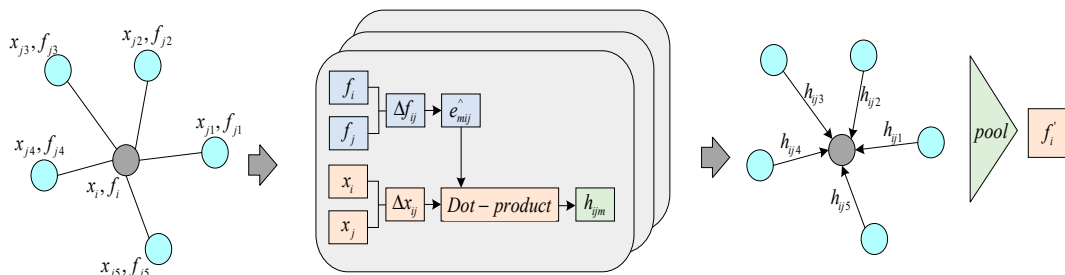 x_{j3}, f_{j3}
x_{j2}, f_{j2}
x_{j1}, f_{j1}
x_{j4}, f_{j4}
x_i, f_i
x_{j5}, f_{j5}
f_i
f_j
Δf_{ij}
e^^_{mij}
x_i
x_j
Δx_{ij}
Dot − product
h_{ijm}
h_{ij3}
h_{ij2}
h_{ij1}
h_{ij4}
h_{ij5}
pool
f_i^'